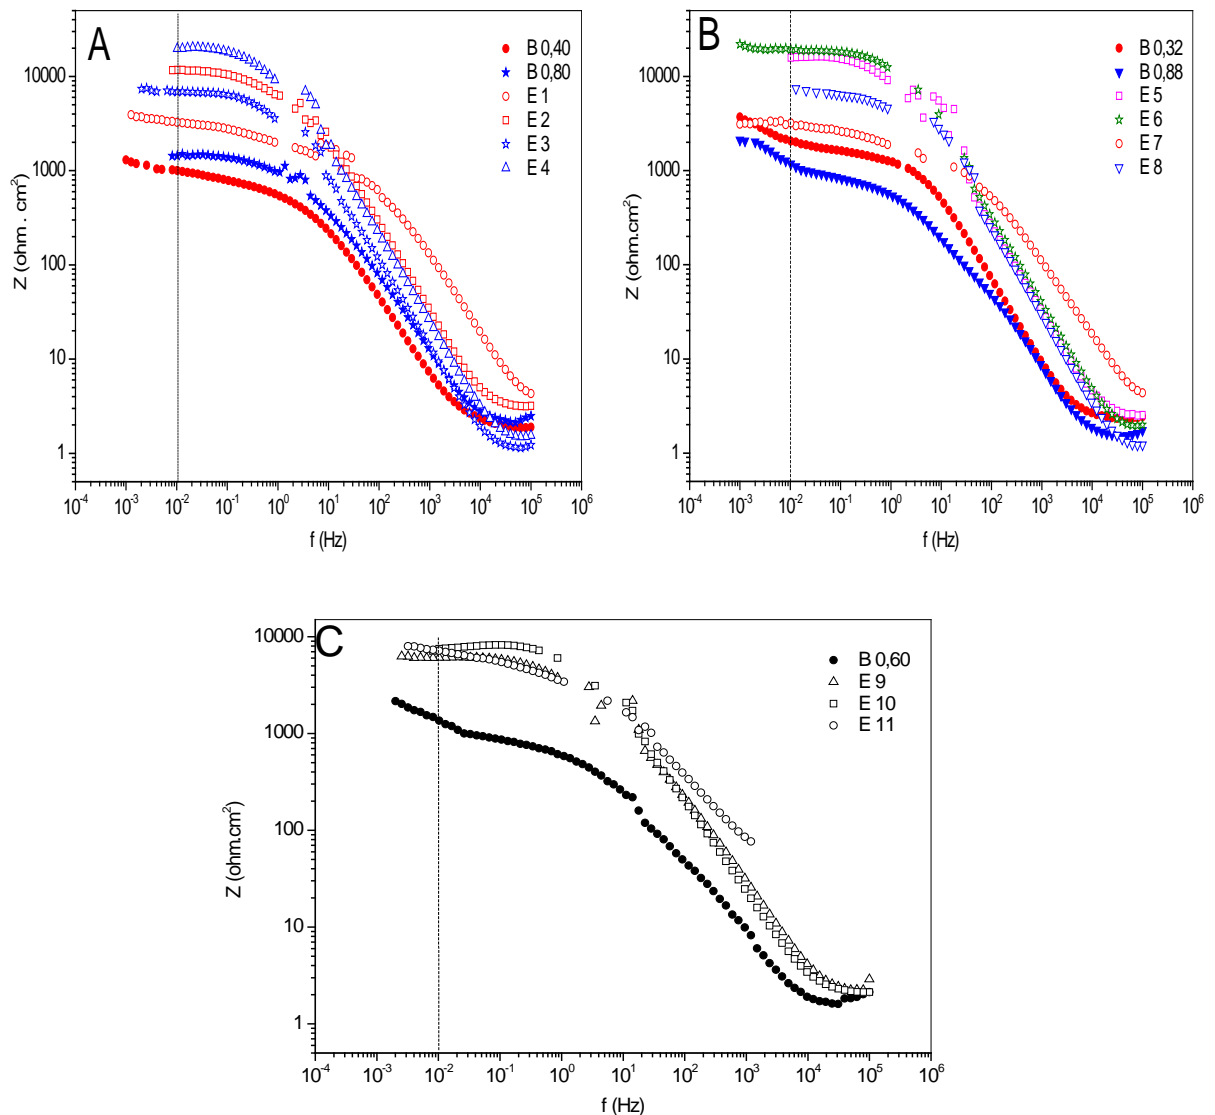 A
B 0,40
B 0,80
E 1
E 2
E 3
E 4
10000
1000
100
10
1
Z (ohm . cm²)
10⁻⁴ 10⁻³ 10⁻² 10⁻¹ 10⁰ 10¹ 10² 10³ 10⁴ 10⁵ 10⁶
f (Hz)
B
B 0,32
B 0,88
E 5
E 6
E 7
E 8
10000
1000
100
10
1
Z (ohm.cm²)
10⁻⁴ 10⁻³ 10⁻² 10⁻¹ 10⁰ 10¹ 10² 10³ 10⁴ 10⁵ 10⁶
f (Hz)
C
B 0,60
E 9
E 10
E 11
10000
1000
100
10
1
Z (ohm.cm²)
10⁻⁴ 10⁻³ 10⁻² 10⁻¹ 10⁰ 10¹ 10² 10³ 10⁴ 10⁵ 10⁶
f (Hz)